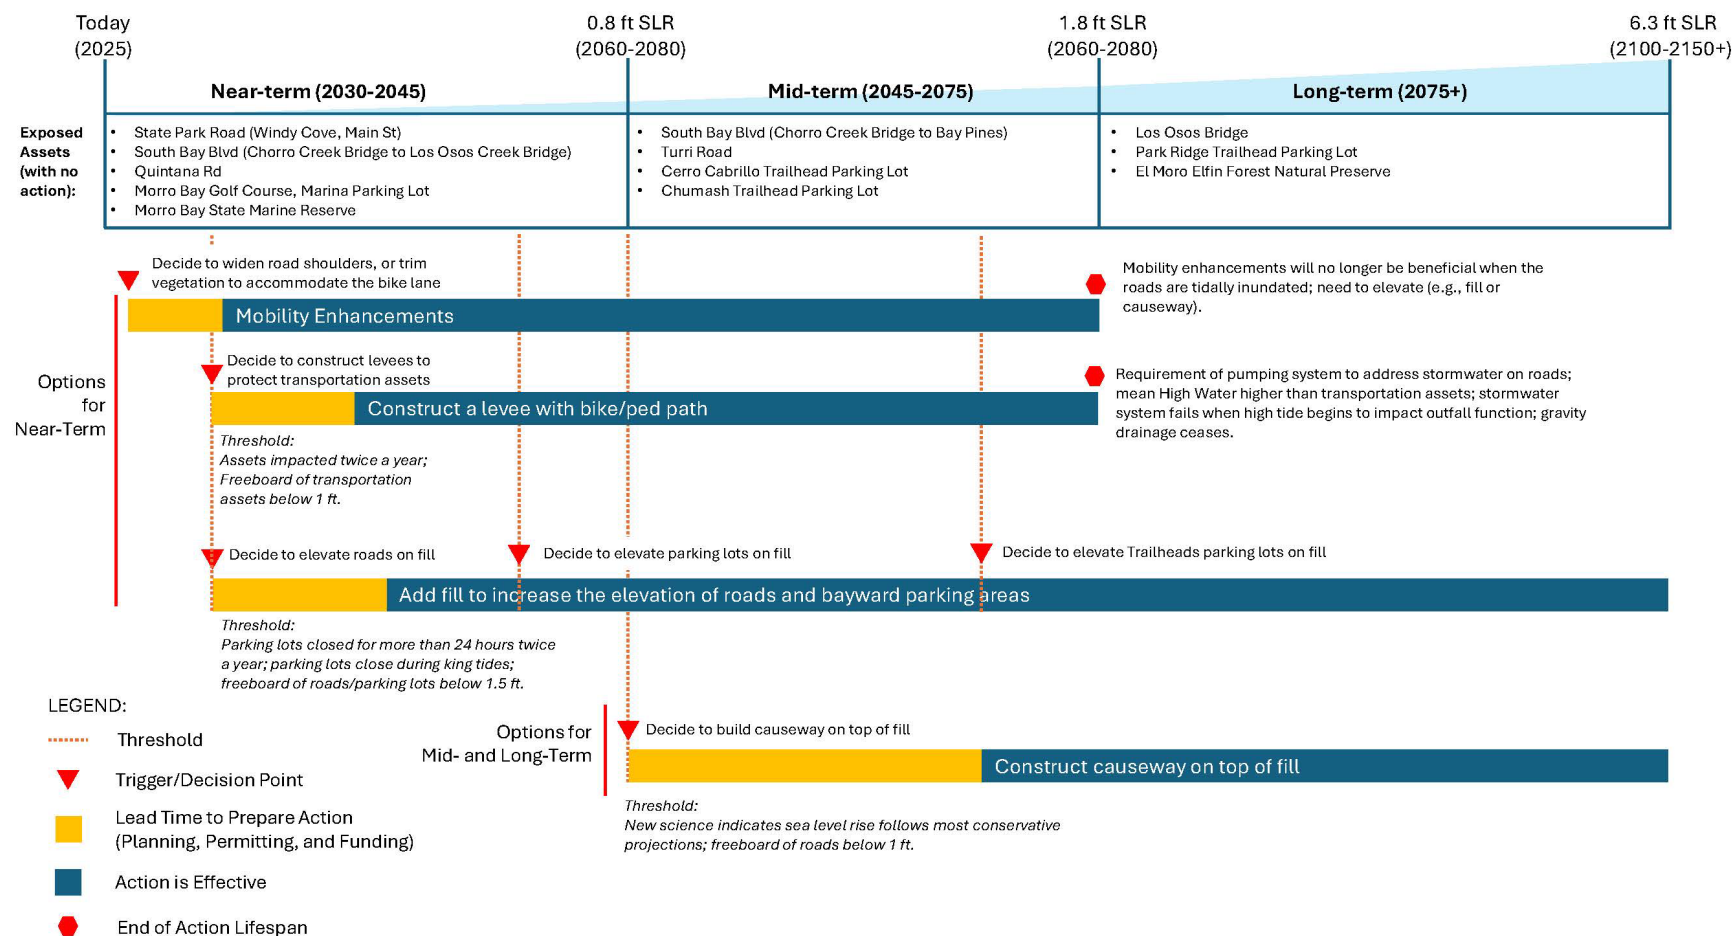 Today
(2025)
0.8 ft SLR
(2060-2080)
1.8 ft SLR
(2060-2080)
6.3 ft SLR
(2100-2150+)
Near-term (2030-2045)
Mid-term (2045-2075)
Long-term (2075+)
Exposed
Assets
(with no
action):
• State Park Road (Windy Cove, Main St)
• South Bay Blvd (Chorro Creek Bridge to Los Osos Creek Bridge)
• Quintana Rd
• Morro Bay Golf Course, Marina Parking Lot
• Morro Bay State Marine Reserve
• South Bay Blvd (Chorro Creek Bridge to Bay Pines)
• Turri Road
• Cerro Cabrillo Trailhead Parking Lot
• Chumash Trailhead Parking Lot
• Los Osos Bridge
• Park Ridge Trailhead Parking Lot
• El Moro Elfin Forest Natural Preserve
Options
for
Near-Term
Decide to widen road shoulders, or trim
vegetation to accommodate the bike lane
Mobility Enhancements
Mobility enhancements will no longer be beneficial when the
roads are tidally inundated; need to elevate (e.g., fill or
causeway).
Decide to construct levees to
protect transportation assets
Construct a levee with bike/ped path
Requirement of pumping system to address stormwater on roads;
mean High Water higher than transportation assets; stormwater
system fails when high tide begins to impact outfall function; gravity
drainage ceases.
Threshold:
Assets impacted twice a year;
Freeboard of transportation
assets below 1 ft.
Decide to elevate roads on fill
Decide to elevate parking lots on fill
Decide to elevate Trailheads parking lots on fill
Add fill to increase the elevation of roads and bayward parking areas
Threshold:
Parking lots closed for more than 24 hours twice
a year; parking lots close during king tides;
freeboard of roads/parking lots below 1.5 ft.
Options for
Mid- and Long-Term
Decide to build causeway on top of fill
Construct causeway on top of fill
Threshold:
New science indicates sea level rise follows most conservative
projections; freeboard of roads below 1 ft.
LEGEND:
Threshold
Trigger/Decision Point
Lead Time to Prepare Action
(Planning, Permitting, and Funding)
Action is Effective
End of Action Lifespan